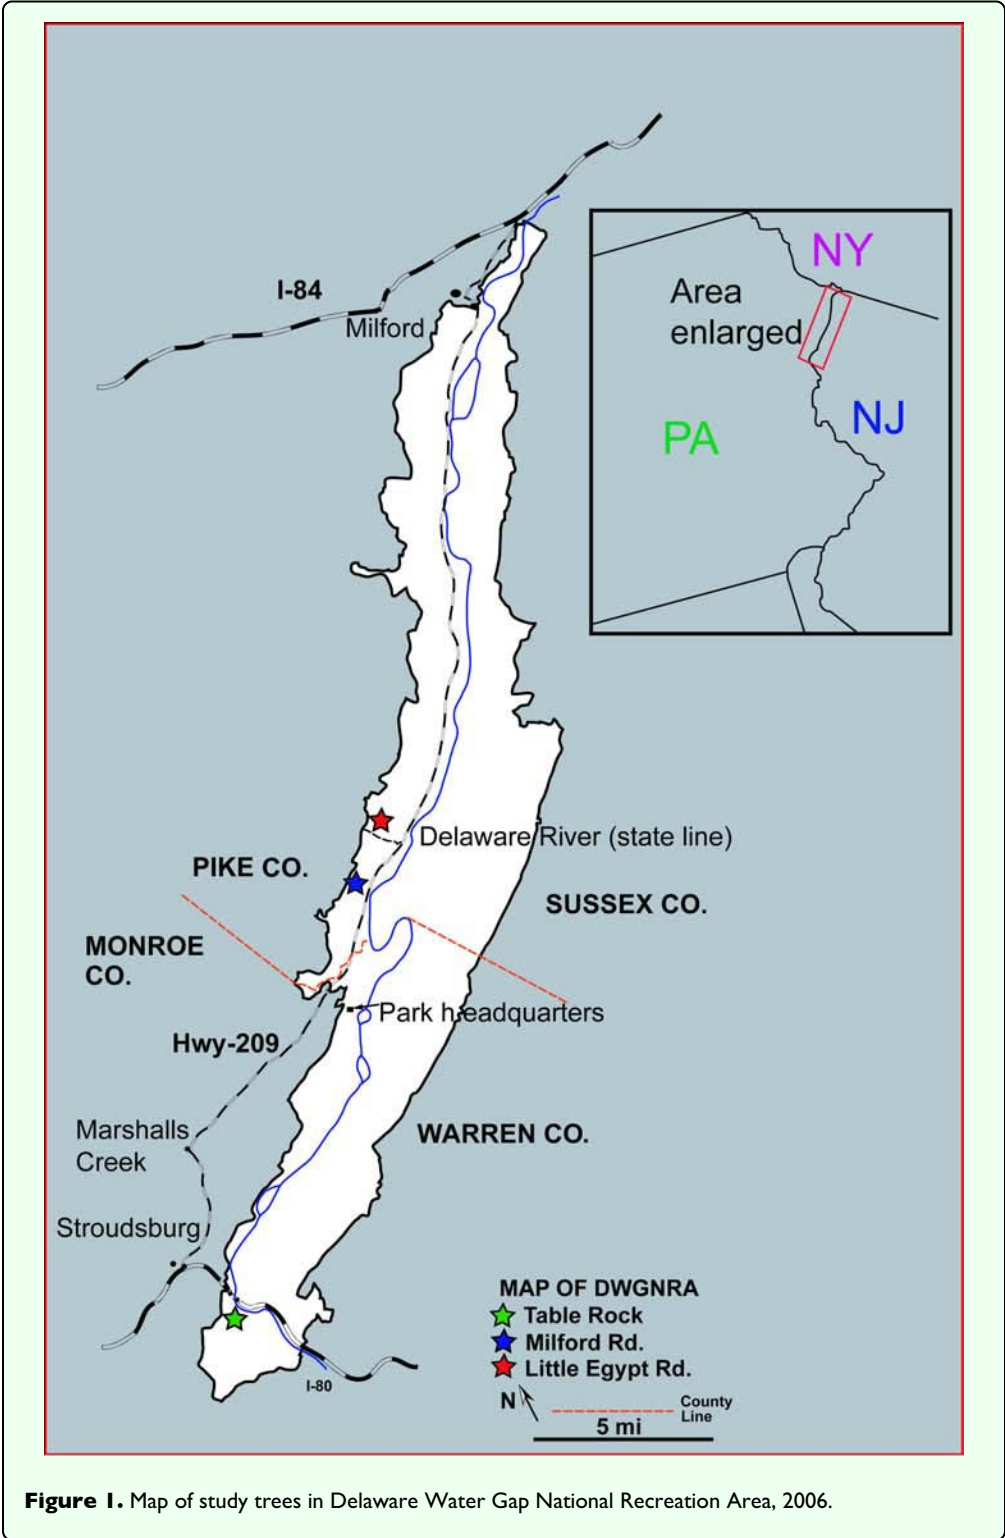 I-84
Milford
NY
Area
enlarged
NJ
PA
Delaware River (state line)
PIKE CO.
SUSSEX CO.
MONROE
CO.
Park headquarters
Hwy-209
Marshalls
Creek
WARREN CO.
Stroudsburg
MAP OF DWGNRA
Table Rock
Milford Rd.
Little Egypt Rd.
I-80
N
County
Line
5 mi
Figure 1. Map of study trees in Delaware Water Gap National Recreation Area, 2006.